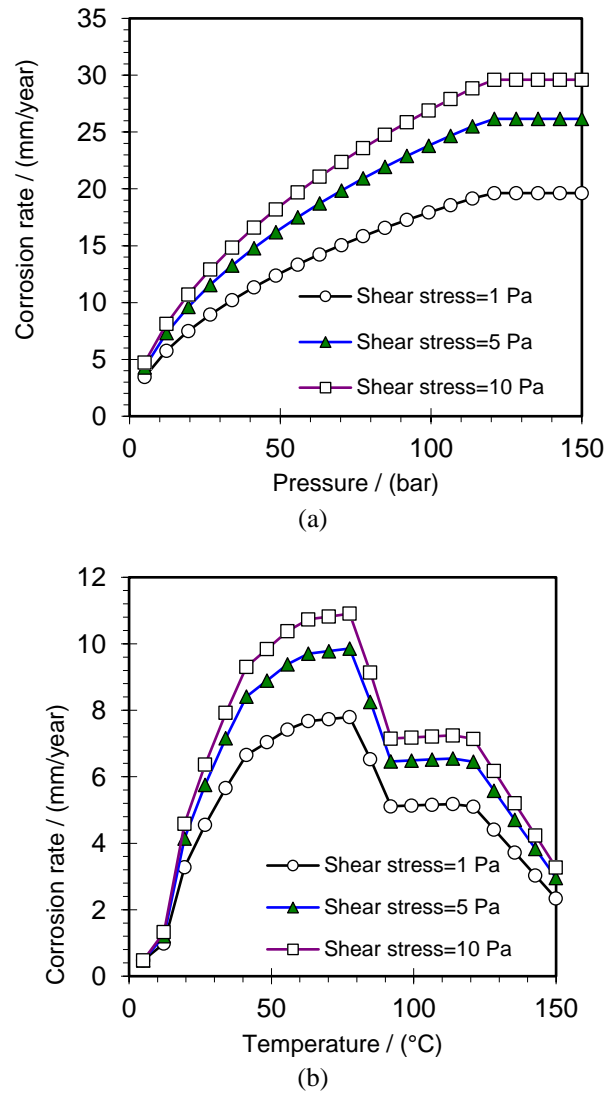 35
30
25
20
15
10
5
0
Corrosion rate / (mm/year)
Shear stress=1 Pa
Shear stress=5 Pa
Shear stress=10 Pa
0 50 100 150
Pressure / (bar)
(a)
12
10
8
6
4
2
0
Corrosion rate / (mm/year)
Shear stress=1 Pa
Shear stress=5 Pa
Shear stress=10 Pa
0 50 100 150
Temperature / (°C)
(b)